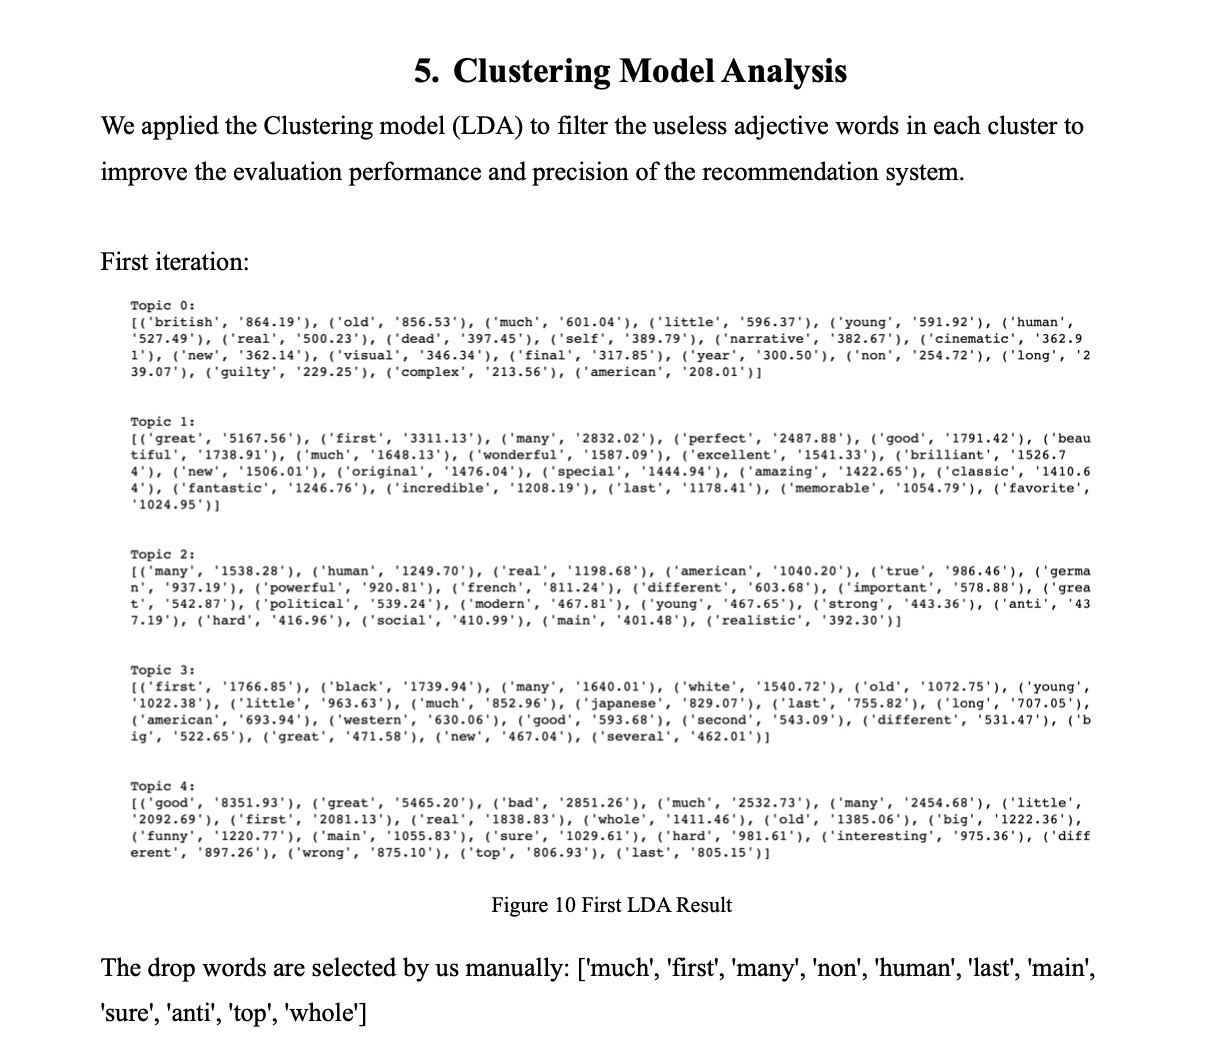 5. Clustering Model Analysis
We applied the Clustering model (LDA) to filter the useless adjective words in each cluster to
improve the evaluation performance and precision of the recommendation system.
First iteration:
Topic 0:
[('british', '864.19'), ('old', '856.53'), ('much', '601.04'), ('little', '596.37'), ('young', '591.92'), ('human',
'527.49'), ('real', '500.23'), ('dead', '397.45'), ('self', '389.79'), ('narrative', '382.67'), ('cinematic', '362.9
1'), ('new', '362.14'), ('visual', '346.34'), ('final', '317.85'), ('year', '300.50'), ('non', '254.72'), ('long', '2
39.07'), ('guilty', '229.25'), ('complex', '213.56'), ('american', '208.01')]
Topic 1:
[('great', '5167.56'), ('first', '3311.13'), ('many', '2832.02'), ('perfect', '2487.88'), ('good', '1791.42'), ('beau
tiful', '1738.91'), ('much', '1648.13'), ('wonderful', '1587.09'), ('excellent', '1541.33'), ('brilliant', '1526.7
4'), ('new', '1506.01'), ('original', '1476.04'), ('special', '1444.94'), ('amazing', '1422.65'), ('classic', '1410.6
4'), ('fantastic', '1246.76'), ('incredible', '1208.19'), ('last', '1178.41'), ('memorable', '1054.79'), ('favorite',
'1024.95')]
Topic 2:
[('many', '1538.28'), ('human', '1249.70'), ('real', '1198.68'), ('american', '1040.20'), ('true', '986.46'), ('germa
n', '937.19'), ('powerful', '920.81'), ('french', '811.24'), ('different', '603.68'), ('important', '578.88'), ('grea
t', '542.87'), ('political', '539.24'), ('modern', '467.81'), ('young', '467.65'), ('strong', '443.36'), ('anti', '43
7.19'), ('hard', '416.96'), ('social', '410.99'), ('main', '401.48'), ('realistic', '392.30')]
Topic 3:
[('first', '1766.85'), ('black', '1739.94'), ('many', '1640.01'), ('white', '1540.72'), ('old', '1072.75'), ('young',
'1022.38'), ('little', '963.63'), ('much', '852.96'), ('japanese', '829.07'), ('last', '755.82'), ('long', '707.05'),
('american', '693.94'), ('western', '630.06'), ('good', '593.68'), ('second', '543.09'), ('different', '531.47'), ('b
ig', '522.65'), ('great', '471.58'), ('new', '467.04'), ('several', '462.01')]
Topic 4:
[('good', '8351.93'), ('great', '5465.20'), ('bad', '2851.26'), ('much', '2532.73'), ('many', '2454.68'), ('little',
'2092.69'), ('first', '2081.13'), ('real', '1838.83'), ('whole', '1411.46'), ('old', '1385.06'), ('big', '1222.36'),
('funny', '1220.77'), ('main', '1055.83'), ('sure', '1029.61'), ('hard', '981.61'), ('interesting', '975.36'), ('diff
erent', '897.26'), ('wrong', '875.10'), ('top', '806.93'), ('last', '805.15')]
Figure 10 First LDA Result
The drop words are selected by us manually: ['much', 'first', 'many', 'non', 'human', 'last', 'main',
'sure', 'anti', 'top', 'whole']